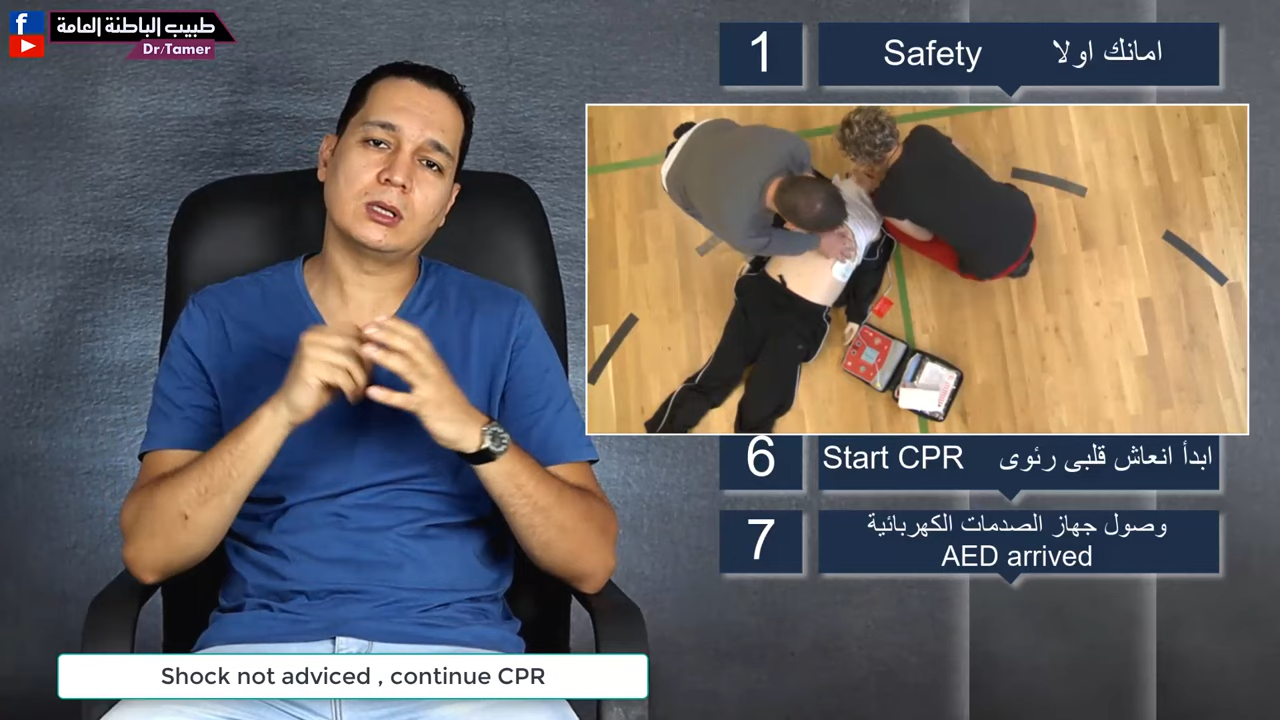 f
طبيب الباطنة العامة
Dr/Tamer
1
Safety امانك اولا
6
Start CPR ابدأ انعاش قلبى رئوى
7
وصول جهاز الصدمات الكهربائية
AED arrived
Shock not adviced , continue CPR